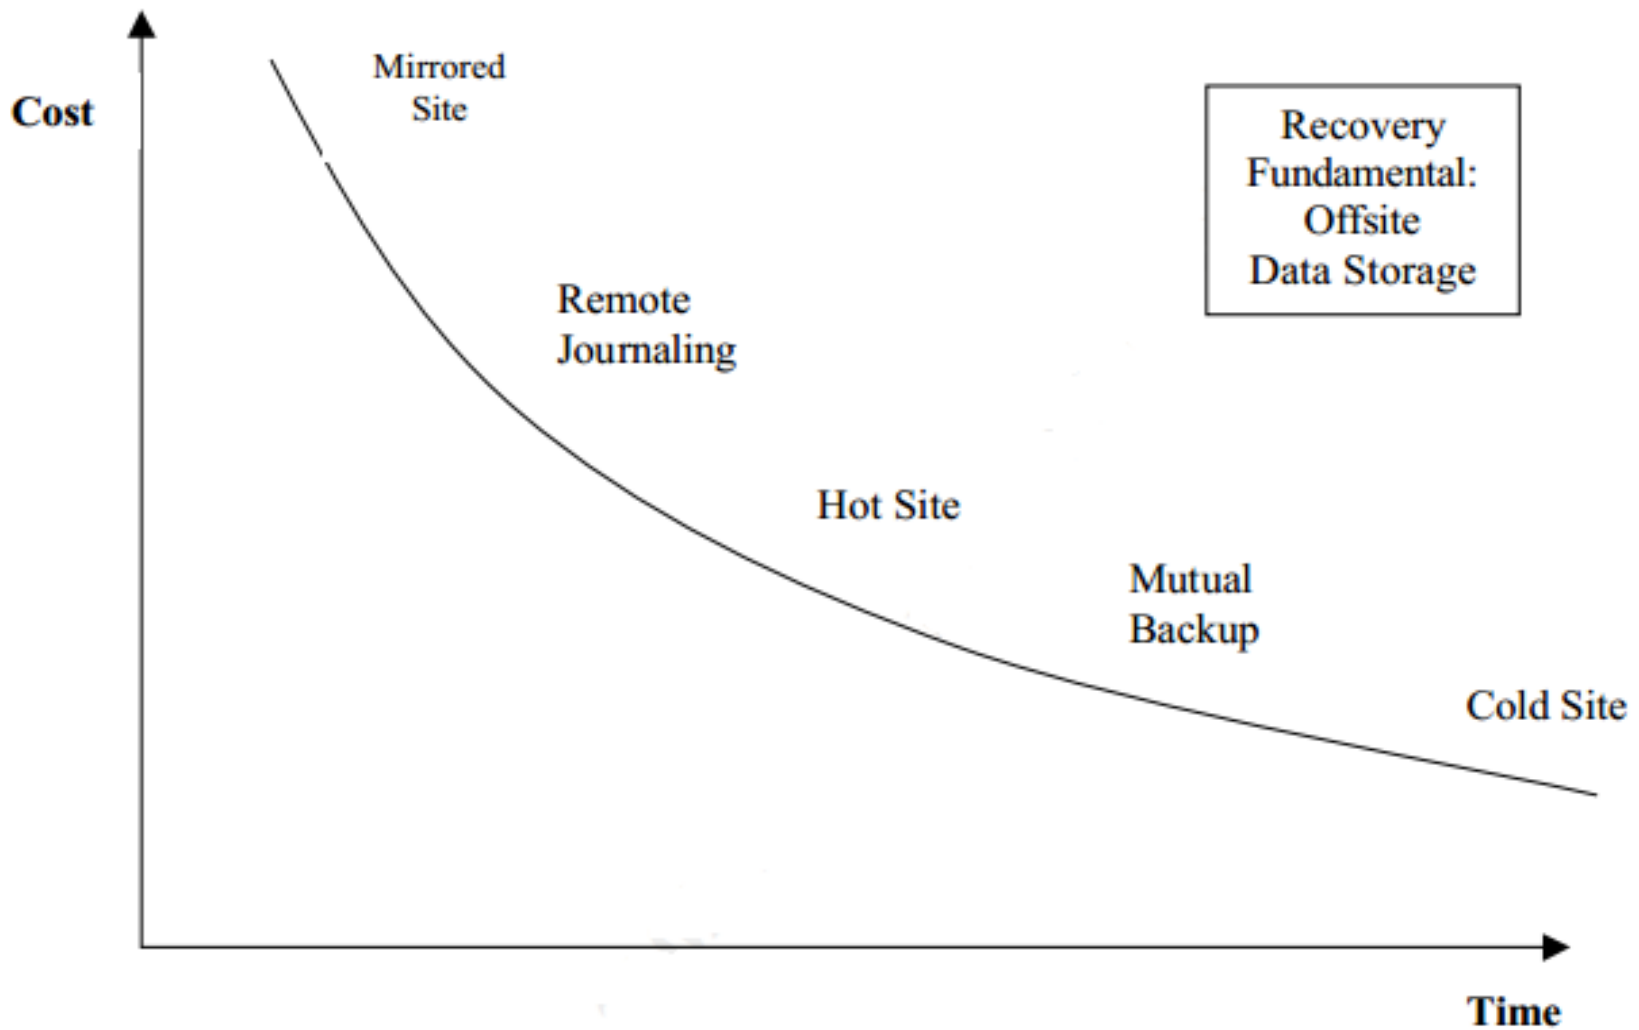 Cost
Mirrored
Site
Recovery
Fundamental:
Offsite
Data Storage
Remote
Journaling
Hot Site
Mutual
Backup
Cold Site
Time